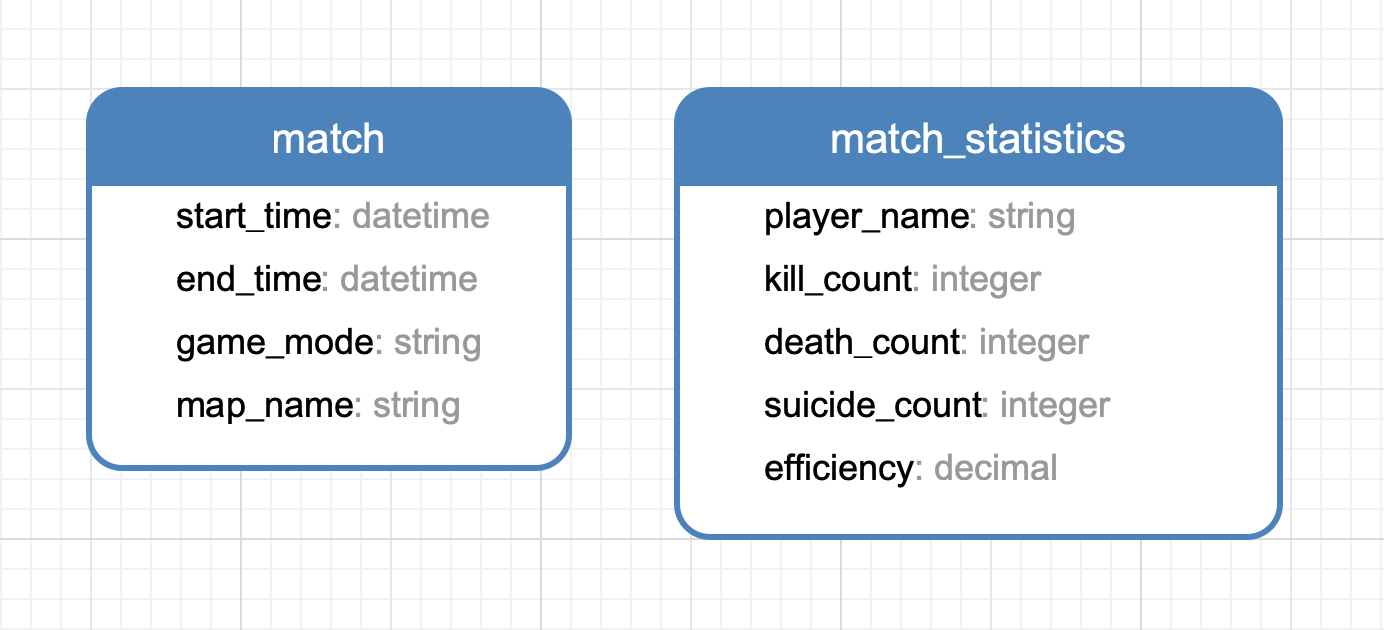 match
start_time: datetime
end_time: datetime
game_mode: string
map_name: string
match_statistics
player_name: string
kill_count: integer
death_count: integer
suicide_count: integer
efficiency: decimal